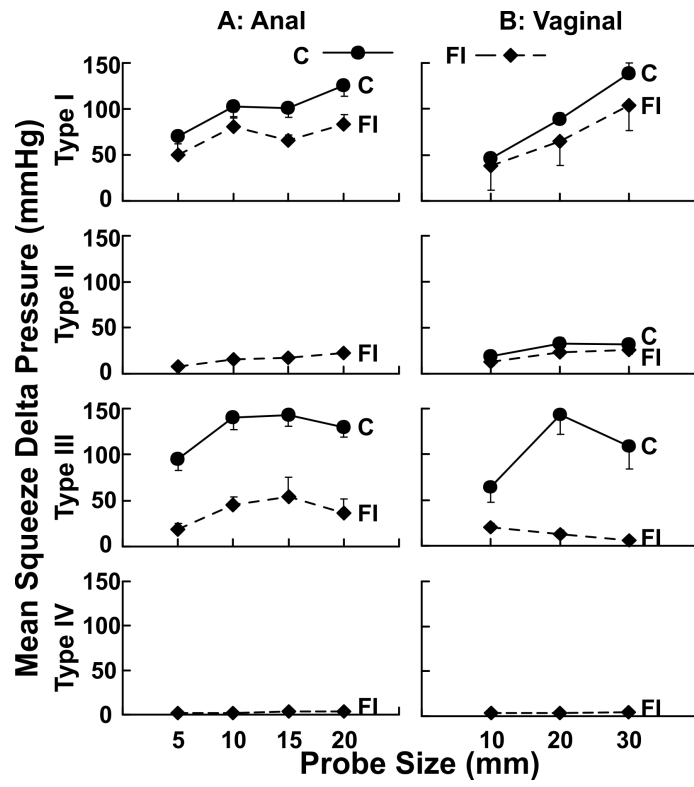 A: Anal
B: Vaginal
C
FI
Mean Squeeze Delta Pressure (mmHg)
Type I
150
100
50
0
C
FI
C
FI
Type II
150
100
50
0
FI
C
FI
Type III
150
100
50
0
C
FI
C
FI
Type IV
150
100
50
0
FI
FI
5 10 15 20
10 20 30
Probe Size (mm)